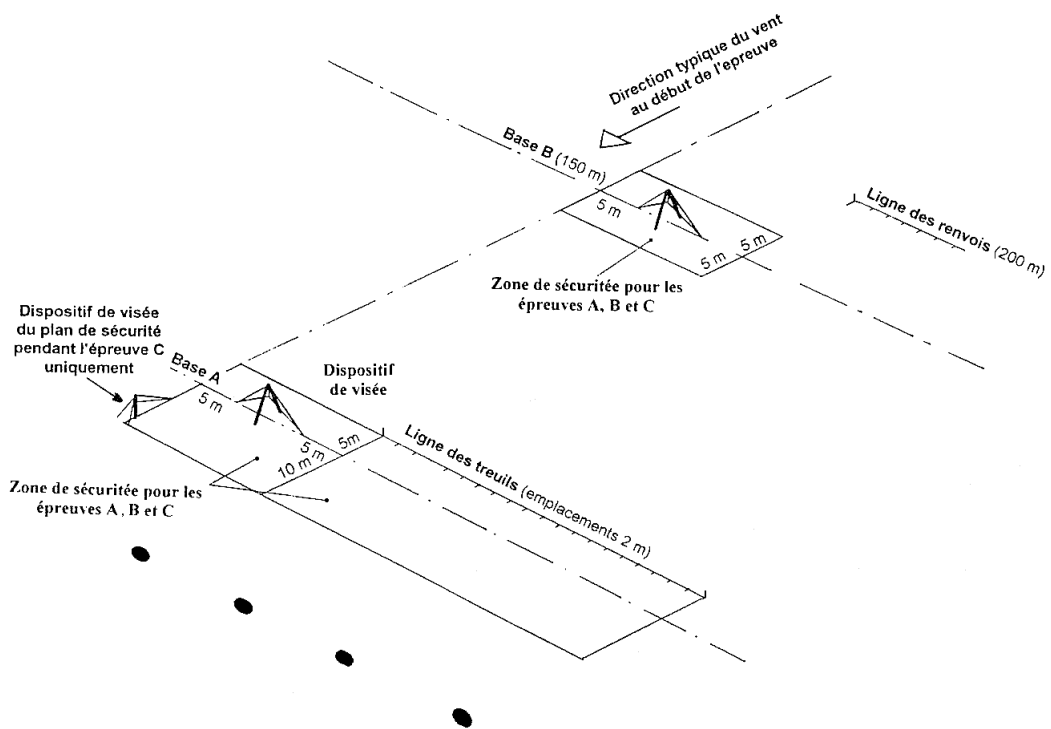 Direction typique du vent
au début de l'epreuve
Base B (150 m)
5 m
5 m
5 m
Ligne des renvois (200 m)
Zone de sécuritée pour les
épreuves A, B et C
Dispositif de visée
du plan de sécurité
pendant l'épreuve C
uniquement
Base A
5 m
Dispositif
de visée
5 m
5m
10 m
Ligne des treuils (emplacements 2 m)
Zone de sécuritée pour les
épreuves A, B et C